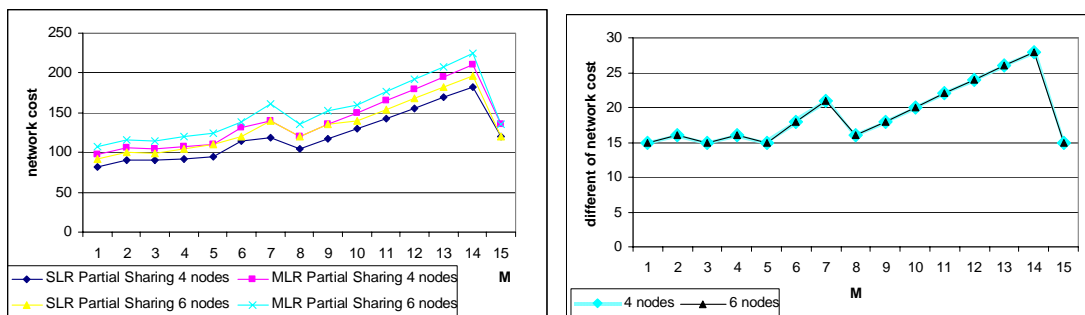 network cost
250
200
150
100
50
0
1 2 3 4 5 6 7 8 9 10 11 12 13 14 15
M
SLR Partial Sharing 4 nodes
MLR Partial Sharing 4 nodes
SLR Partial Sharing 6 nodes
MLR Partial Sharing 6 nodes
different of network cost
30
25
20
15
10
5
0
1 2 3 4 5 6 7 8 9 10 11 12 13 14 15
M
4 nodes
6 nodes